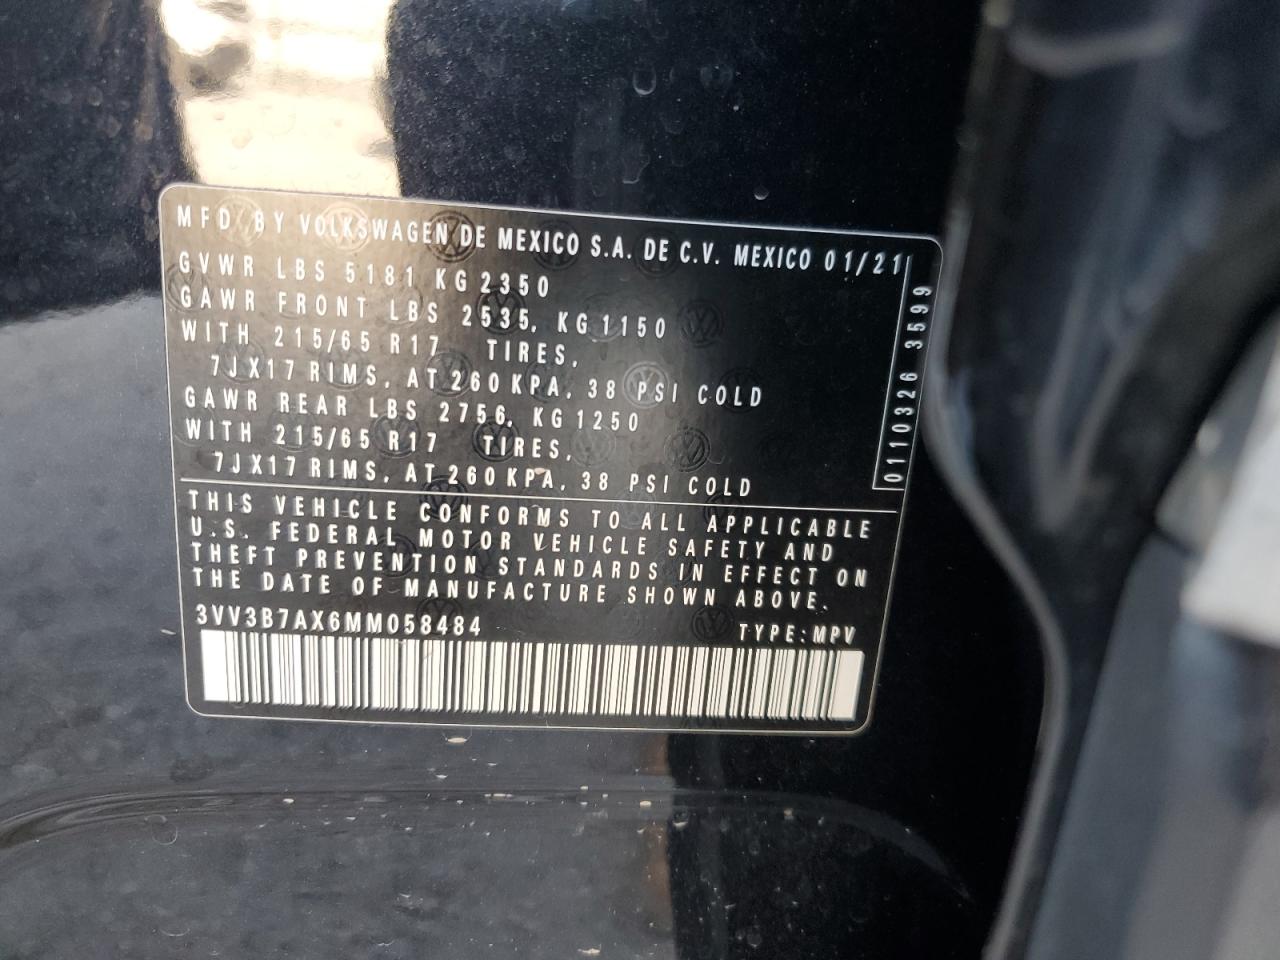 MFD BY VOLKSWAGEN DE MEXICO S.A. DE C.V. MEXICO 01/21
GVWR LBS 5181 KG 2350
GAWR FRONT LBS 2535, KG 1150
WITH 215/65 R17 TIRES,
7JX17 RIMS, AT 260 KPA, 38 PSI COLD
GAWR REAR LBS 2756, KG 1250
WITH 215/65 R17 TIRES,
7JX17 RIMS, AT 260 KPA, 38 PSI COLD
0110326 3599
THIS VEHICLE CONFORMS TO ALL APPLICABLE
U.S. FEDERAL MOTOR VEHICLE SAFETY AND
THEFT PREVENTION STANDARDS IN EFFECT ON
THE DATE OF MANUFACTURE SHOWN ABOVE.
3VV3B7AX6MM058484 TYPE: MPV